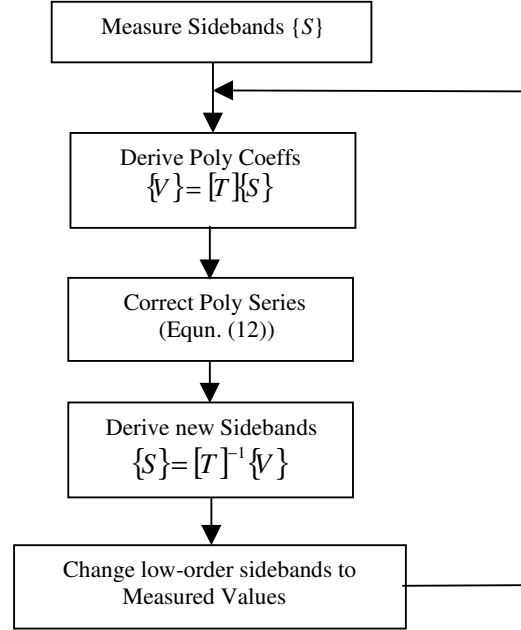 Measure Sidebands {S}
Derive Poly Coeffs
{V}=[T]{S}
Correct Poly Series
(Equn. (12))
Derive new Sidebands
{S}=[T]⁻¹{V}
Change low-order sidebands to
Measured Values